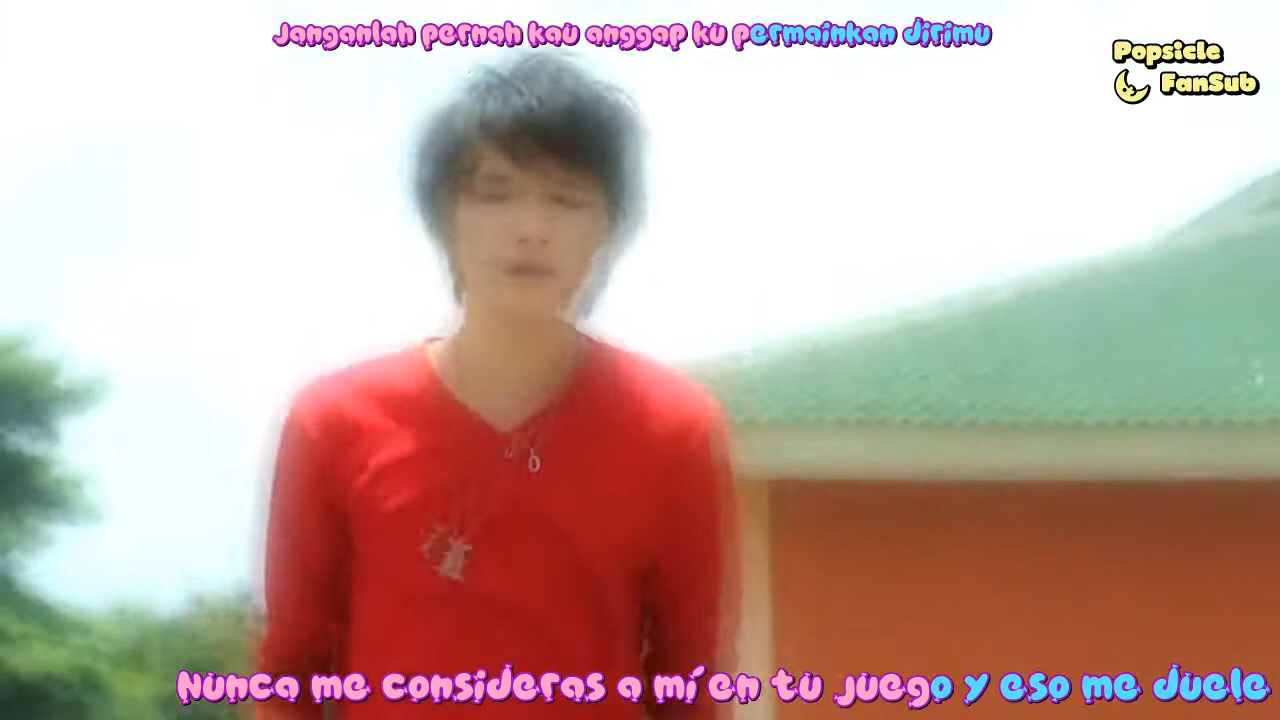 Janganlah pernah kau anggap ku permainkan dirimu
Popsicle
FanSub
Nunca me consideras a mí en tu juego y eso me duele